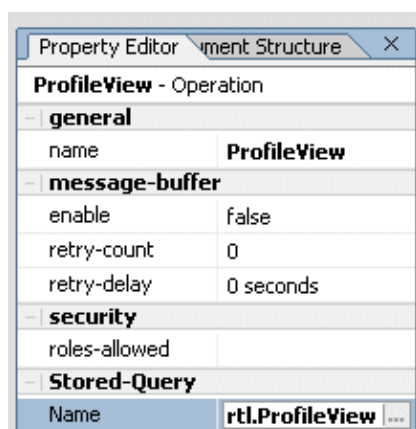 Property Editor ument Structure
ProfileView - Operation
general
name ProfileView
message-buffer
enable false
retry-count 0
retry-delay 0 seconds
security
roles-allowed
Stored-Query
Name rtl.ProfileView ...